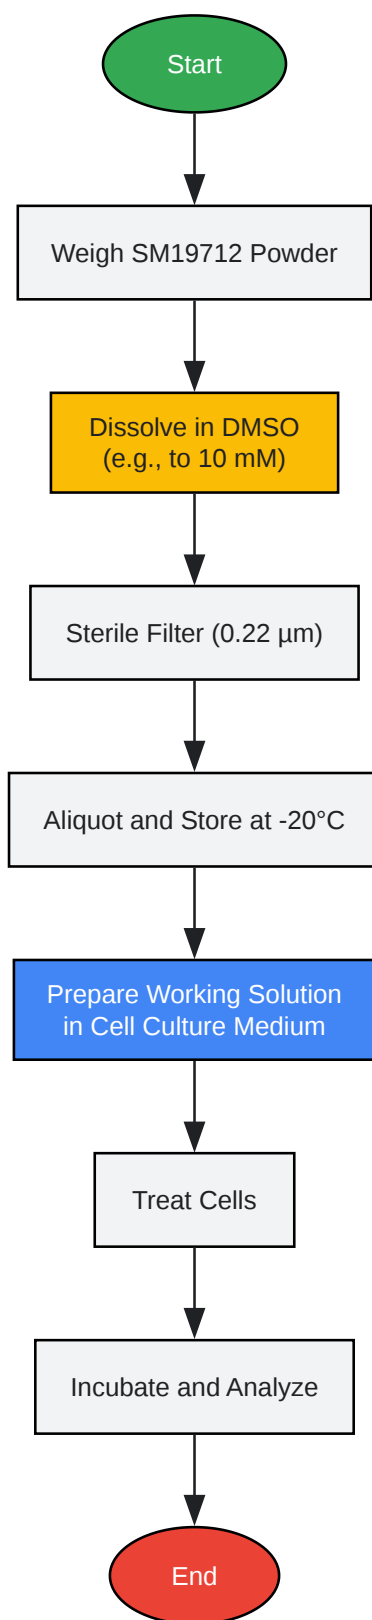 Start
Weigh SM19712 Powder
Dissolve in DMSO
(e.g., to 10 mM)
Sterile Filter (0.22 µm)
Aliquot and Store at -20°C
Prepare Working Solution
in Cell Culture Medium
Treat Cells
Incubate and Analyze
End